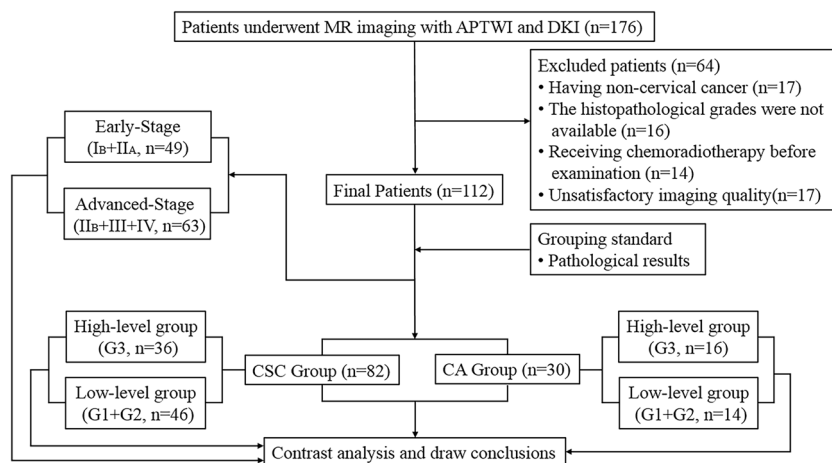 Patients underwent MR imaging with APTWI and DKI (n=176)
Excluded patients (n=64)
• Having non-cervical cancer (n=17)
• The histopathological grades were not
available (n=16)
• Receiving chemoradiotherapy before
examination (n=14)
• Unsatisfactory imaging quality(n=17)
Early-Stage
(IB+IIA, n=49)
Advanced-Stage
(IIB+III+IV, n=63)
Final Patients (n=112)
Grouping standard
• Pathological results
High-level group
(G3, n=36)
Low-level group
(G1+G2, n=46)
CSC Group (n=82)
CA Group (n=30)
High-level group
(G3, n=16)
Low-level group
(G1+G2, n=14)
Contrast analysis and draw conclusions